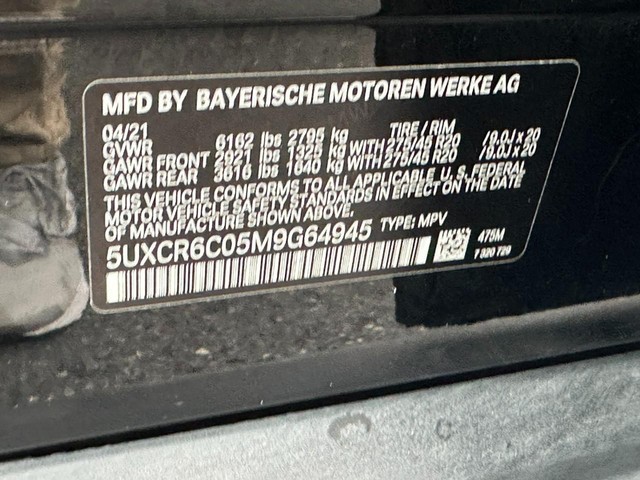 MFD BY BAYERISCHE MOTOREN WERKE AG
04/21 TIRE / RIM
GVWR 6162 lbs 2795 kg
GAWR FRONT 2921 lbs 1325 kg WITH 275/45 R20 /9.0J x 20
GAWR REAR 3616 lbs 1640 kg WITH 275/45 R20 /9.0J x 20
THIS VEHICLE CONFORMS TO ALL APPLICABLE U. S. FEDERAL
MOTOR VEHICLE SAFETY STANDARDS IN EFFECT ON THE DATE
OF MANUFACTURE SHOWN ABOVE.
5UXCR6C05M9G64945 TYPE: MPV
475M
7 320 729